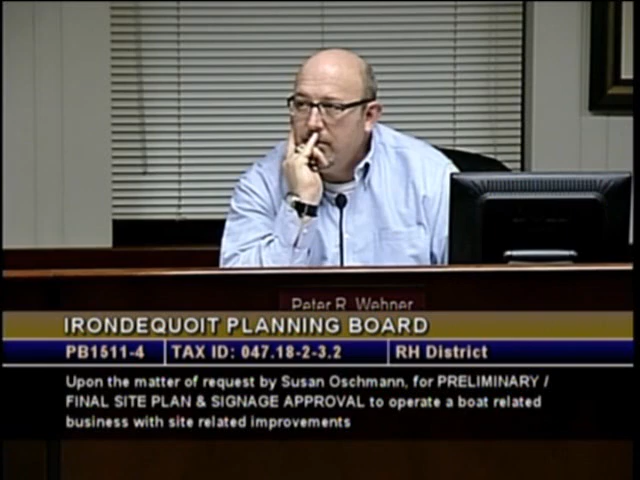 Peter R. Wehner
IRONDEQUOIT PLANNING BOARD
PB1511-4 TAX ID: 047.18-2-3.2 RH District
Upon the matter of request by Susan Oschmann, for PRELIMINARY /
FINAL SITE PLAN & SIGNAGE APPROVAL to operate a boat related
business with site related improvements